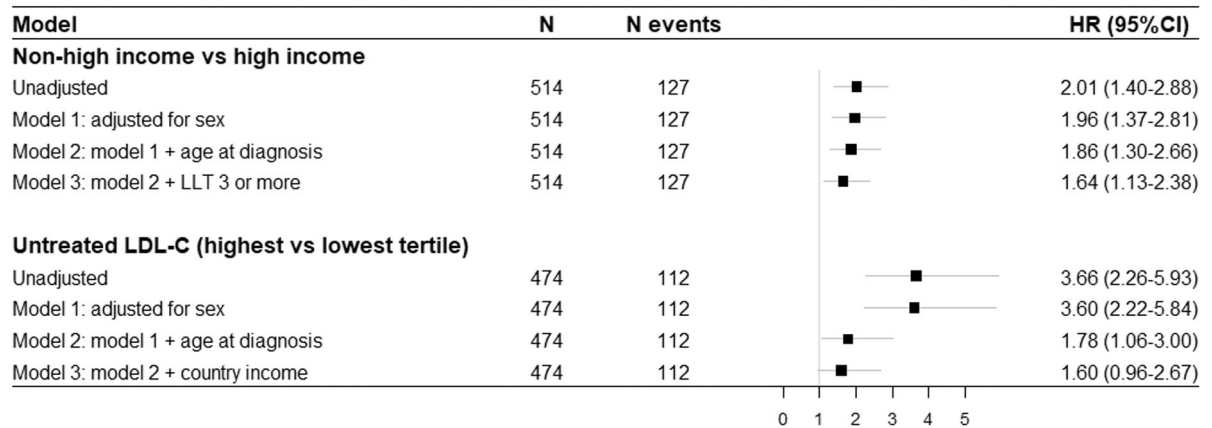 Model N N events HR (95%CI)
Non-high income vs high income
Unadjusted 514 127 2.01 (1.40-2.88)
Model 1: adjusted for sex 514 127 1.96 (1.37-2.81)
Model 2: model 1 + age at diagnosis 514 127 1.86 (1.30-2.66)
Model 3: model 2 + LLT 3 or more 514 127 1.64 (1.13-2.38)
Untreated LDL-C (highest vs lowest tertile)
Unadjusted 474 112 3.66 (2.26-5.93)
Model 1: adjusted for sex 474 112 3.60 (2.22-5.84)
Model 2: model 1 + age at diagnosis 474 112 1.78 (1.06-3.00)
Model 3: model 2 + country income 474 112 1.60 (0.96-2.67)
0 1 2 3 4 5